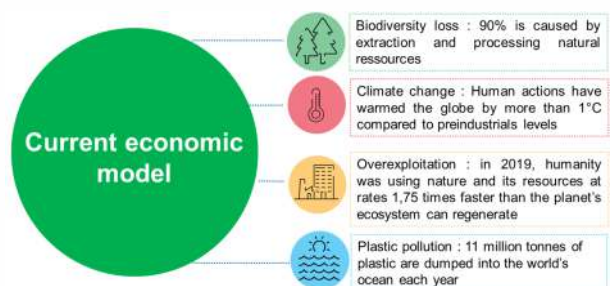 Current economic
model
Biodiversity loss : 90% is caused by
extraction and processing natural
ressources
Climate change : Human actions have
warmed the globe by more than 1°C
compared to preindustrials levels
Overexploitation : in 2019, humanity
was using nature and its resources at
rates 1,75 times faster than the planet's
ecosystem can regenerate
Plastic pollution : 11 million tonnes of
plastic are dumped into the world's
ocean each year